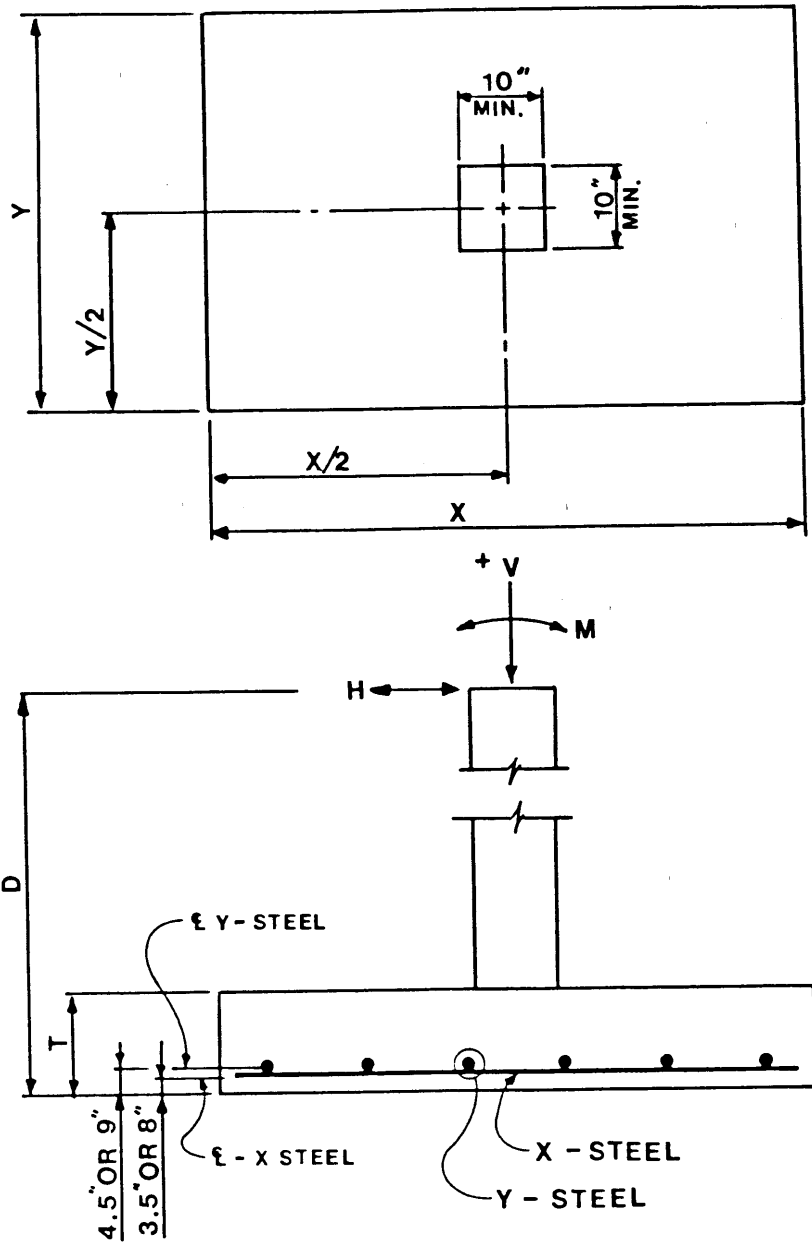 10"
MIN.
10"
MIN.
Y
Y/2
X/2
X
+ V
M
H
D
℄ Y - STEEL
T
4.5" OR 9"
3.5" OR 8"
℄ - X STEEL
X - STEEL
Y - STEEL